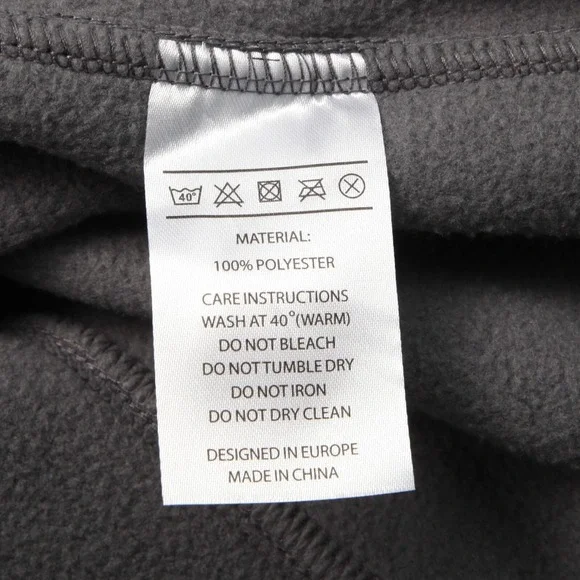 40°
MATERIAL:
100% POLYESTER
CARE INSTRUCTIONS
WASH AT 40°(WARM)
DO NOT BLEACH
DO NOT TUMBLE DRY
DO NOT IRON
DO NOT DRY CLEAN
DESIGNED IN EUROPE
MADE IN CHINA